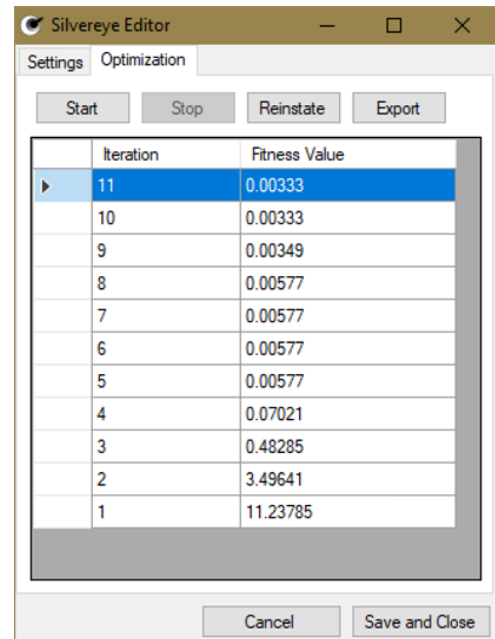 Silvereye Editor
Settings Optimization
Start Stop Reinstate Export
Iteration Fitness Value
11 0.00333
10 0.00333
9 0.00349
8 0.00577
7 0.00577
6 0.00577
5 0.00577
4 0.07021
3 0.48285
2 3.49641
1 11.23785
Cancel Save and Close